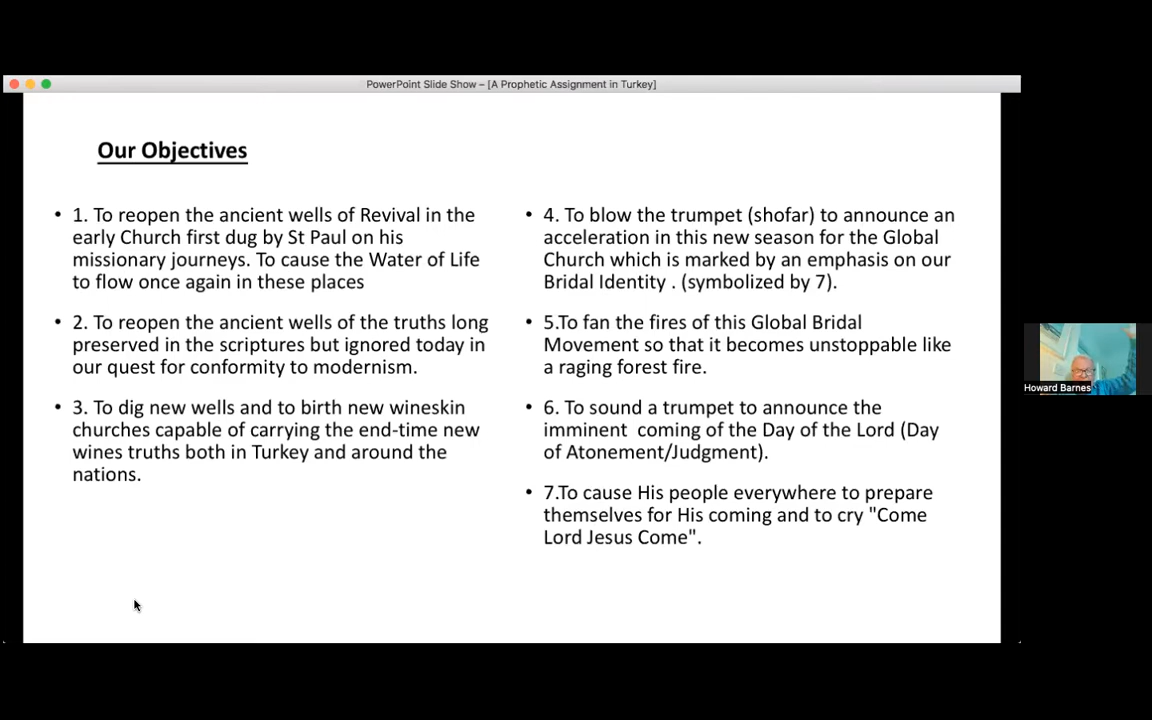 PowerPoint Slide Show – [A Prophetic Assignment in Turkey]
Our Objectives
• 1. To reopen the ancient wells of Revival in the
early Church first dug by St Paul on his
missionary journeys. To cause the Water of Life
to flow once again in these places
• 2. To reopen the ancient wells of the truths long
preserved in the scriptures but ignored today in
our quest for conformity to modernism.
• 3. To dig new wells and to birth new wineskin
churches capable of carrying the end-time new
wines truths both in Turkey and around the
nations.
• 4. To blow the trumpet (shofar) to announce an
acceleration in this new season for the Global
Church which is marked by an emphasis on our
Bridal Identity . (symbolized by 7).
• 5.To fan the fires of this Global Bridal
Movement so that it becomes unstoppable like
a raging forest fire.
• 6. To sound a trumpet to announce the
imminent  coming of the Day of the Lord (Day
of Atonement/Judgment).
• 7.To cause His people everywhere to prepare
themselves for His coming and to cry "Come
Lord Jesus Come".
Howard Barnes